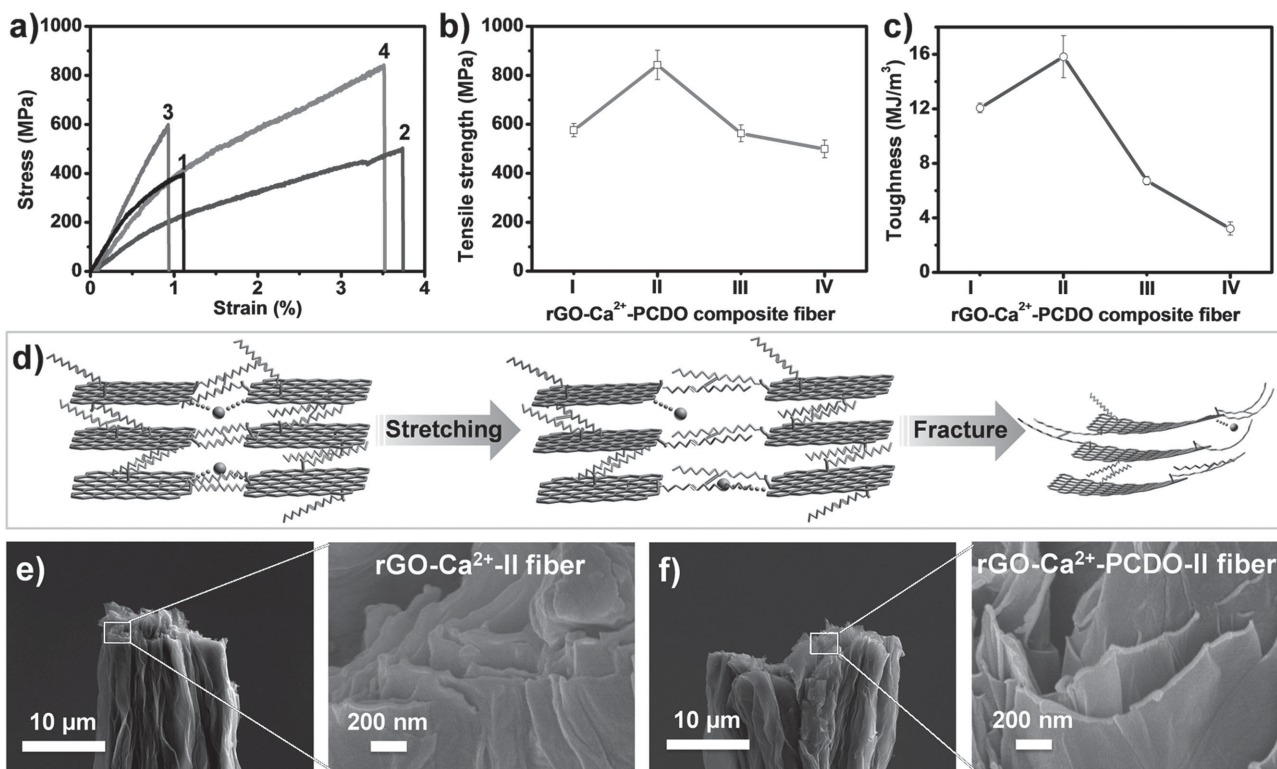 a)
1000
800
600
400
200
0
Stress (MPa)
0 1 2 3 4
Strain (%)
3
1
4
2
b)
1000
800
600
400
200
0
Tensile strength (MPa)
I II III IV
rGO-Ca²⁺-PCDO composite fiber
c)
16
12
8
4
0
Toughness (MJ/m³)
I II III IV
rGO-Ca²⁺-PCDO composite fiber
d)
Stretching
Fracture
e)
10 μm
rGO-Ca²⁺-II fiber
200 nm
f)
10 μm
rGO-Ca²⁺-PCDO-II fiber
200 nm